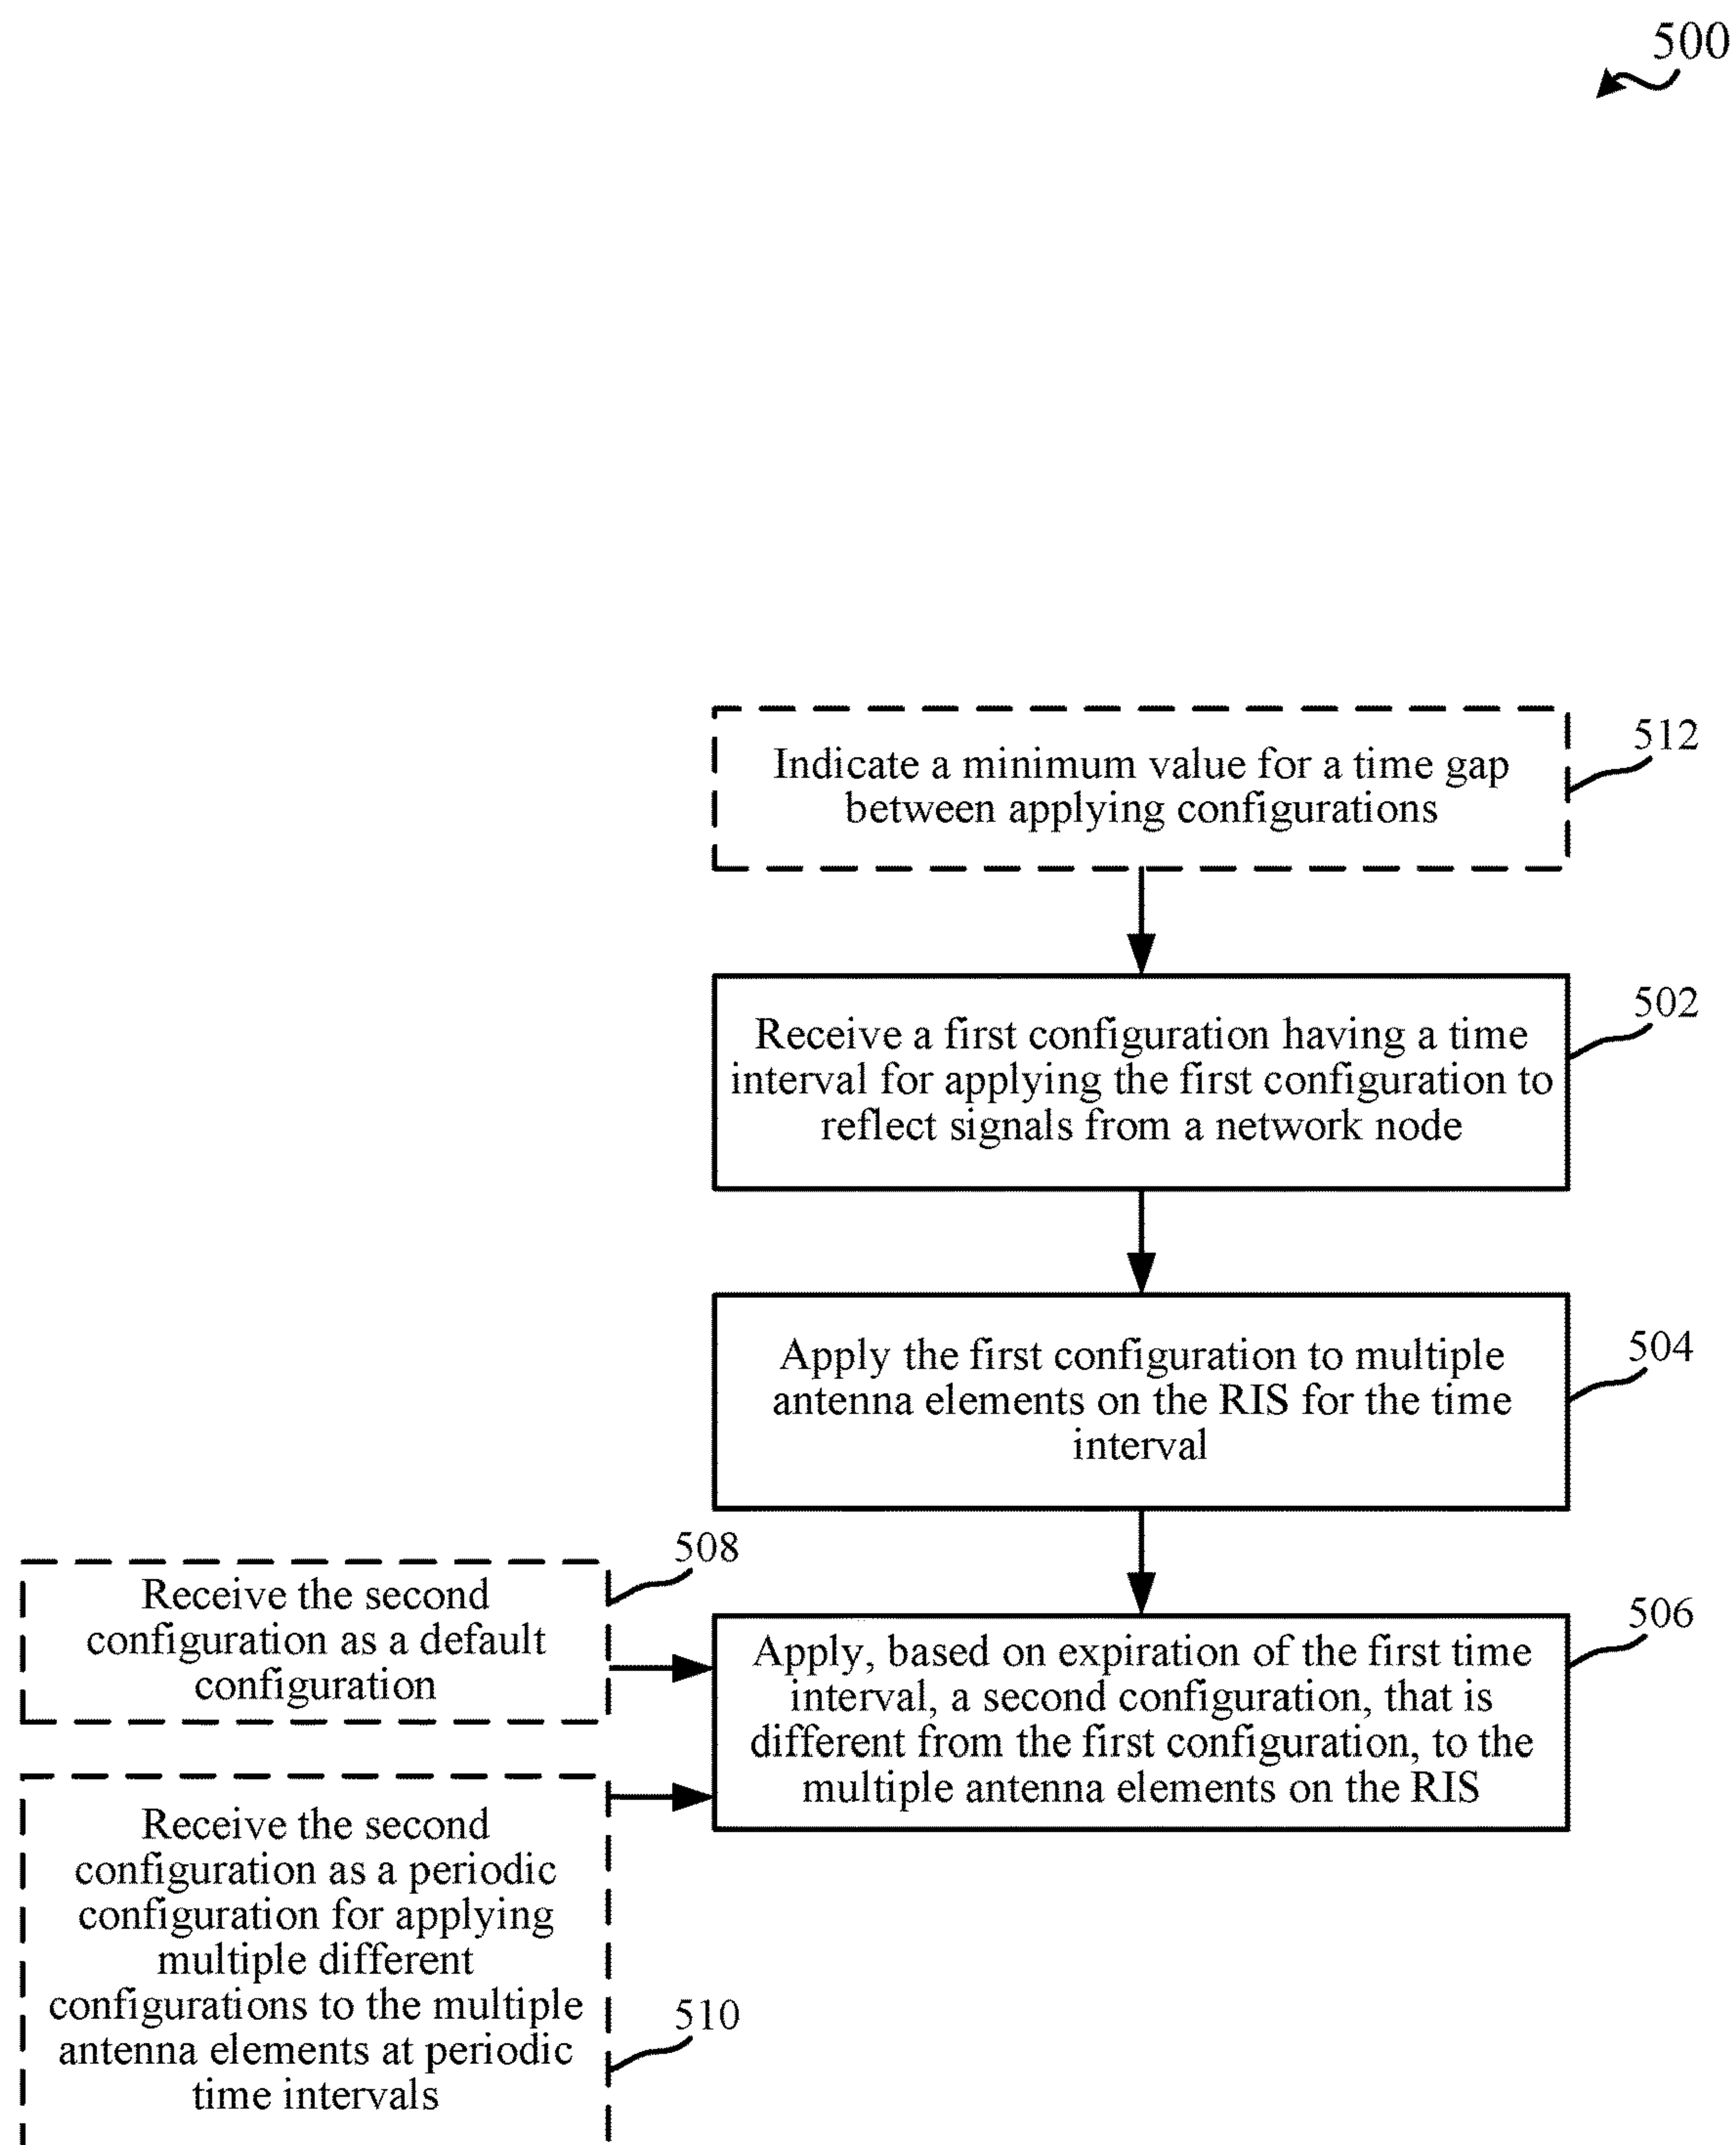 500
Indicate a minimum value for a time gap
between applying configurations
512
Receive a first configuration having a time
interval for applying the first configuration to
reflect signals from a network node
502
Apply the first configuration to multiple
antenna elements on the RIS for the time
interval
504
Receive the second
configuration as a default
configuration
508
Apply, based on expiration of the first time
interval, a second configuration, that is
different from the first configuration, to the
multiple antenna elements on the RIS
506
Receive the second
configuration as a periodic
configuration for applying
multiple different
configurations to the multiple
antenna elements at periodic
time intervals
510